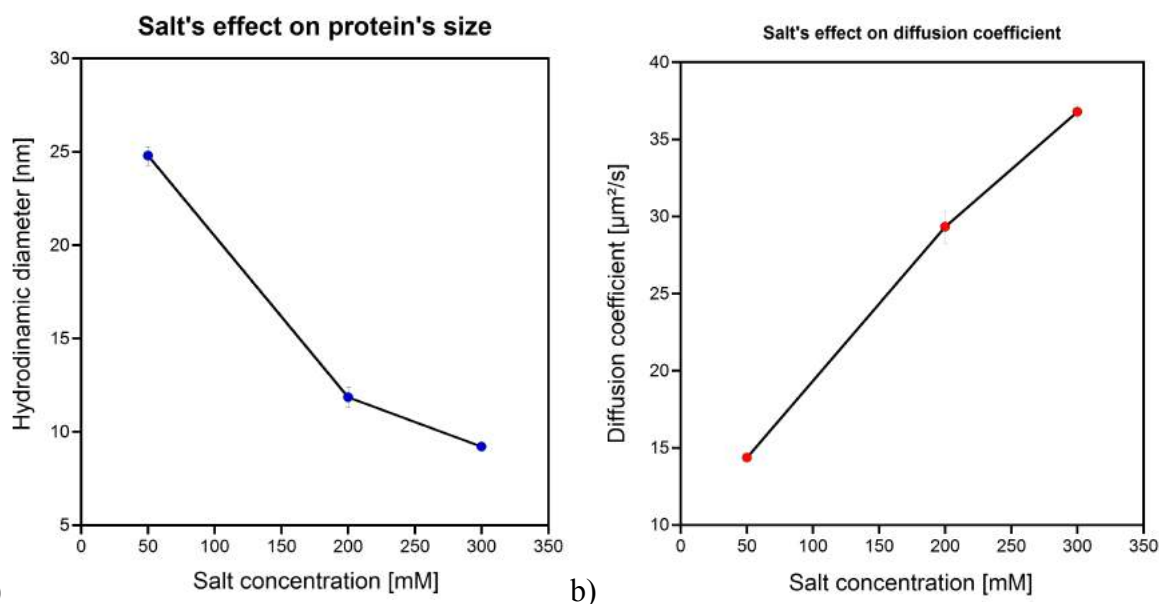 Salt's effect on protein's size
30
25
20
15
10
5
Hydrodinamic diameter [nm]
0 50 100 150 200 250 300 350
Salt concentration [mM]
)
b)
Salt's effect on diffusion coefficient
40
35
30
25
20
15
10
Diffusion coefficient [µm²/s]
0 50 100 150 200 250 300 350
Salt concentration [mM]